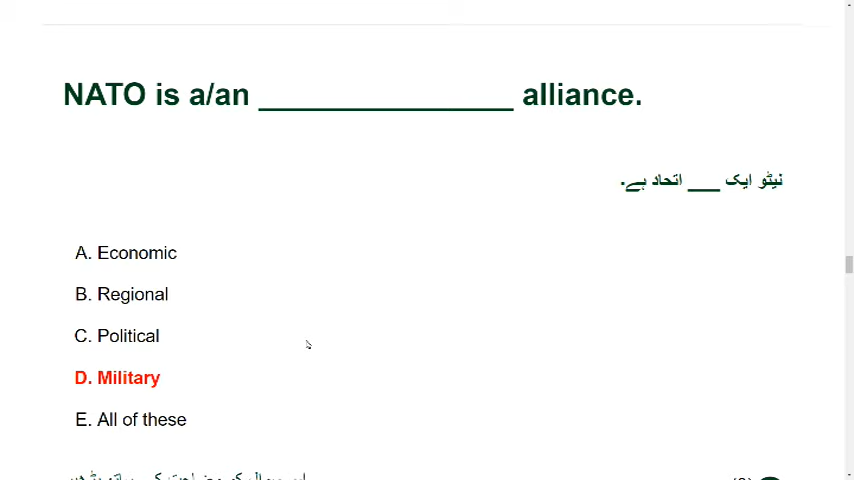 NATO is a/an _______________ alliance.
نیٹو ایک ___ اتحاد ہے۔
A. Economic
B. Regional
C. Political
D. Military
E. All of these